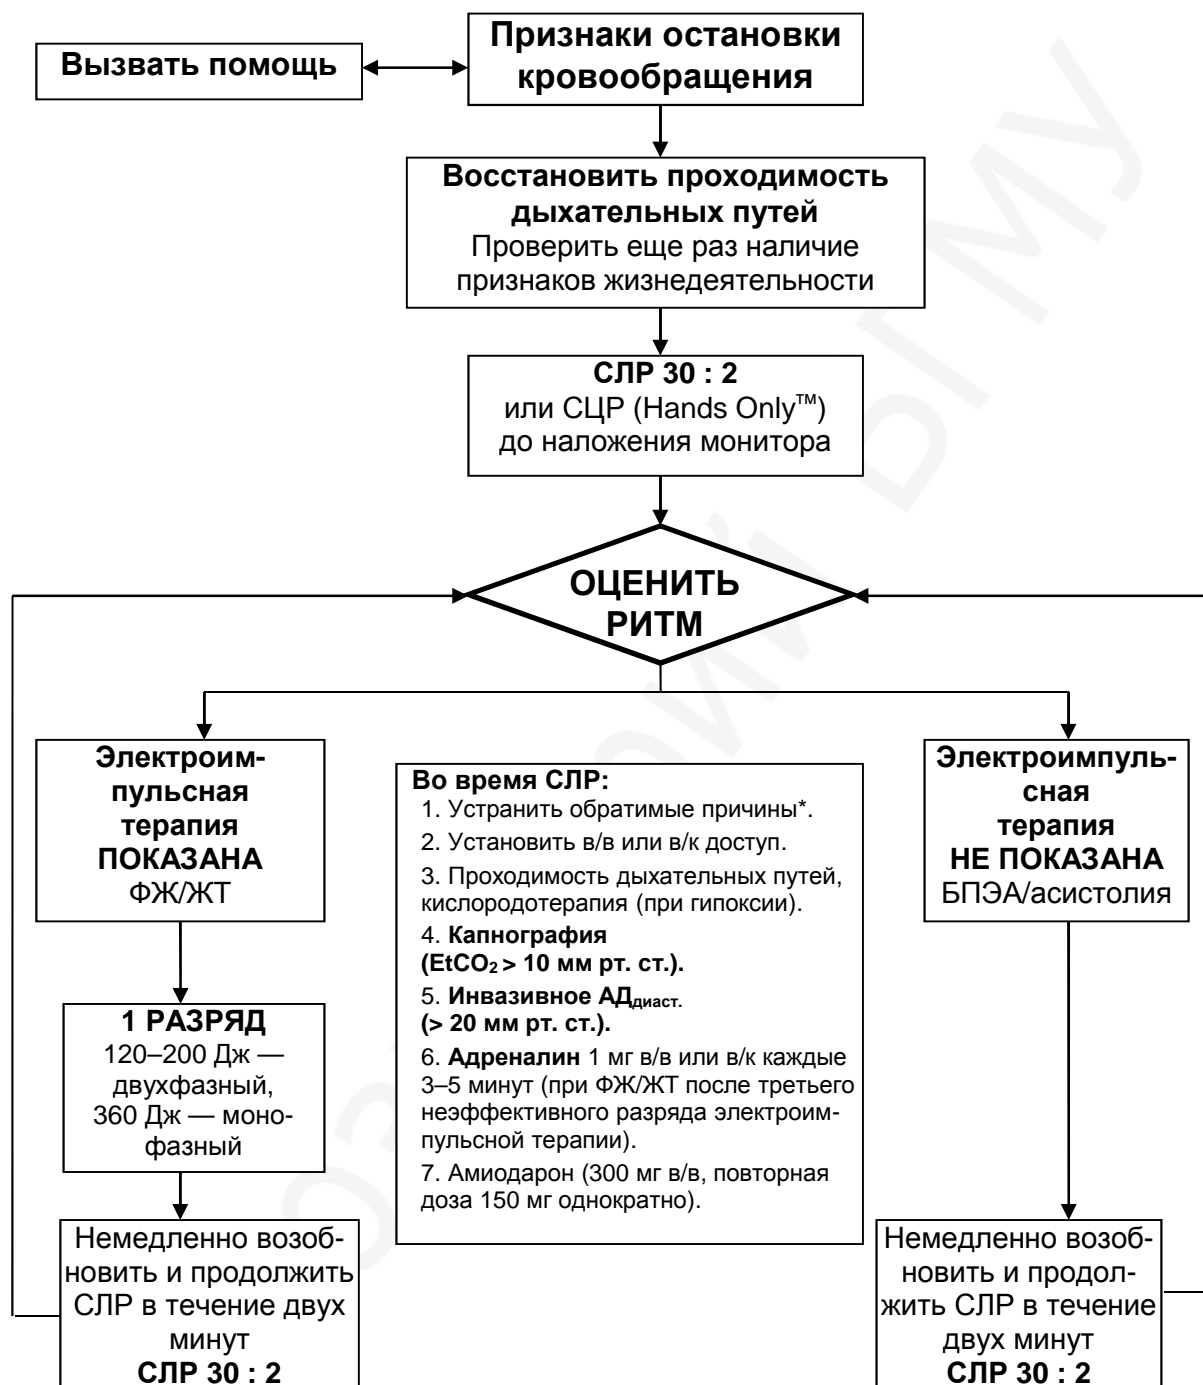 Вызвать помощь
Признаки остановки
кровообращения
Восстановить проходимость
дыхательных путей
Проверить еще раз наличие
признаков жизнедеятельности
СЛР 30 : 2
или СЦР (Hands Only™)
до наложения монитора
ОЦЕНИТЬ
РИТМ
Электроим-
пульсная
терапия
ПОКАЗАНА
ФЖ/ЖТ
1 РАЗРЯД
120–200 Дж —
двухфазный,
360 Дж — моно-
фазный
Немедленно возоб-
новить и продолжить
СЛР в течение двух
минут
СЛР 30 : 2
Во время СЛР:
1. Устранить обратимые причины*.
2. Установить в/в или в/к доступ.
3. Проходимость дыхательных путей,
кислородотерапия (при гипоксии).
4. Капнография
(EtCO₂ > 10 мм рт. ст.).
5. Инвазивное АДдиаст.
(> 20 мм рт. ст.).
6. Адреналин 1 мг в/в или в/к каждые
3–5 минут (при ФЖ/ЖТ после третьего
неэффективного разряда электроим-
пульсной терапии).
7. Амиодарон (300 мг в/в, повторная
доза 150 мг однократно).
Электроимпуль-
сная
терапия
НЕ ПОКАЗАНА
БПЭА/асистолия
Немедленно возоб-
новить и продол-
жить СЛР в течение
двух минут
СЛР 30 : 2
БГМУ